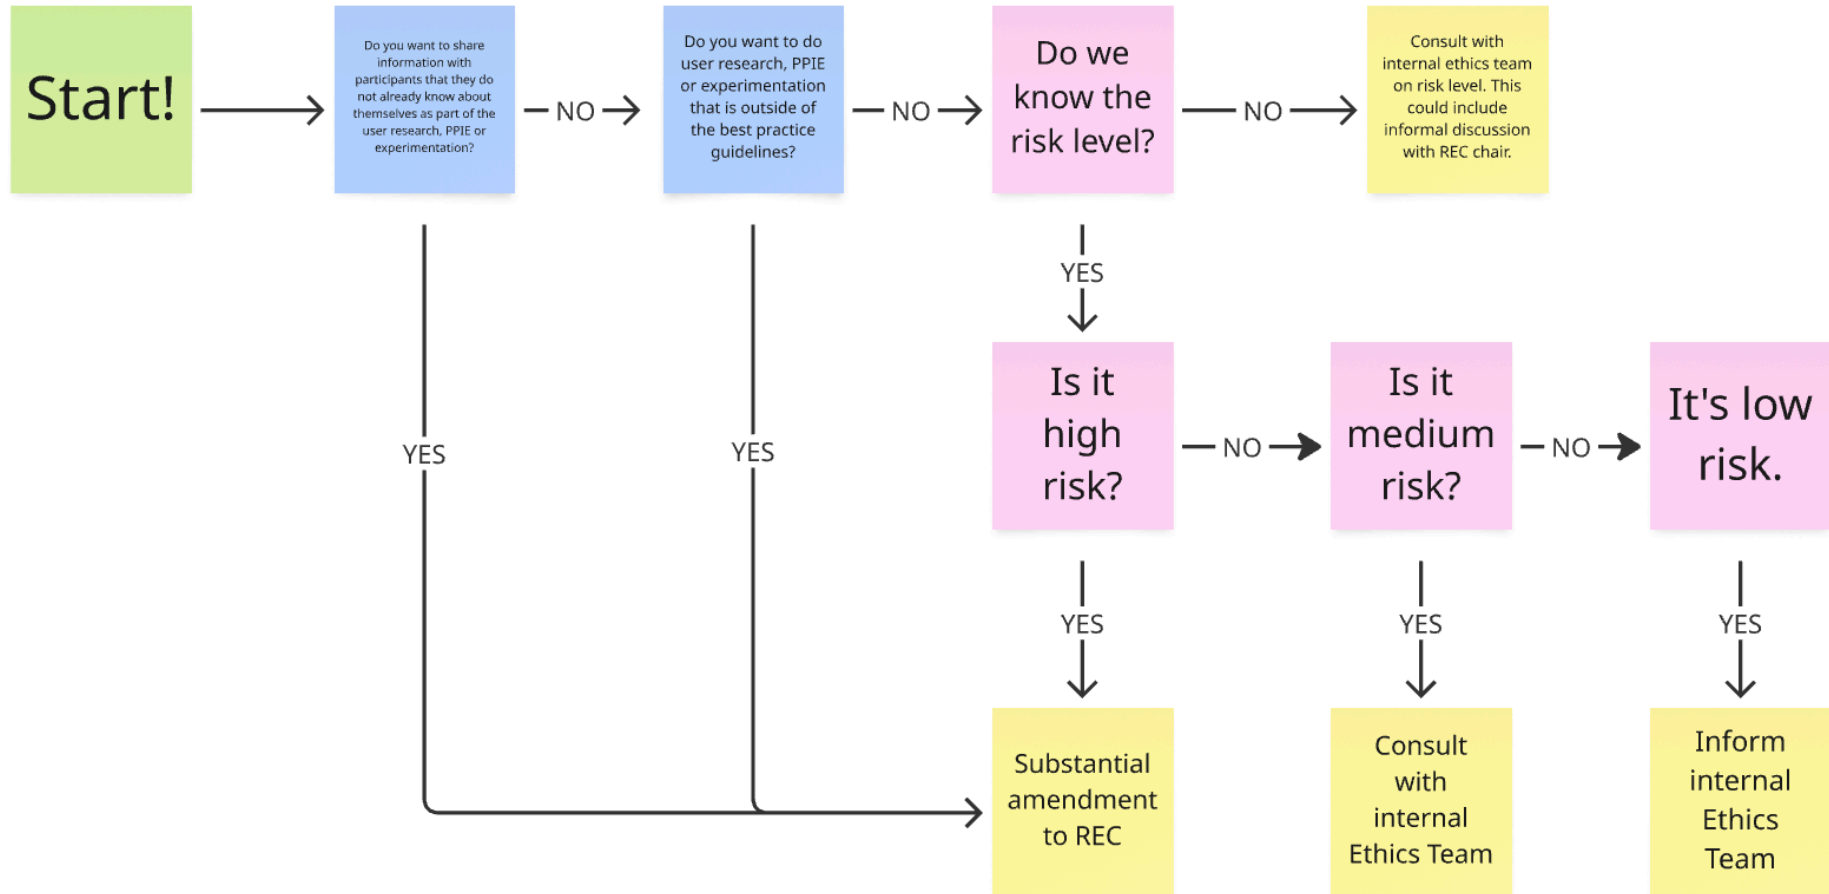 Start!
Do you want to share
information with
participants that they do
not already know about
themselves as part of the
user research, PPIE or
experimentation?
NO
Do you want to do
user research, PPIE
or experimentation
that is outside of
the best practice
guidelines?
NO
Do we
know the
risk level?
NO
Consult with
internal ethics team
on risk level. This
could include
informal discussion
with REC chair.
YES
YES
YES
Is it
high
risk?
NO
Is it
medium
risk?
NO
It's low
risk.
YES
YES
YES
Substantial
amendment
to REC
Consult
with
internal
Ethics Team
Inform
internal
Ethics
Team